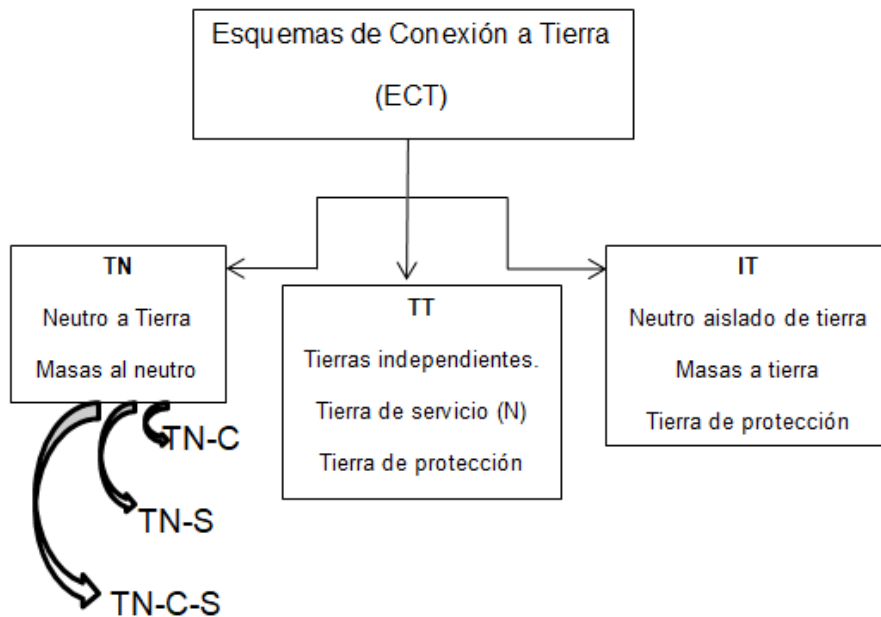 Esquemas de Conexión a Tierra
(ECT)
TN
Neutro a Tierra
Masas al neutro
TN-C
TN-S
TN-C-S
TT
Tierras independientes.
Tierra de servicio (N)
Tierra de protección
IT
Neutro aislado de tierra
Masas a tierra
Tierra de protección